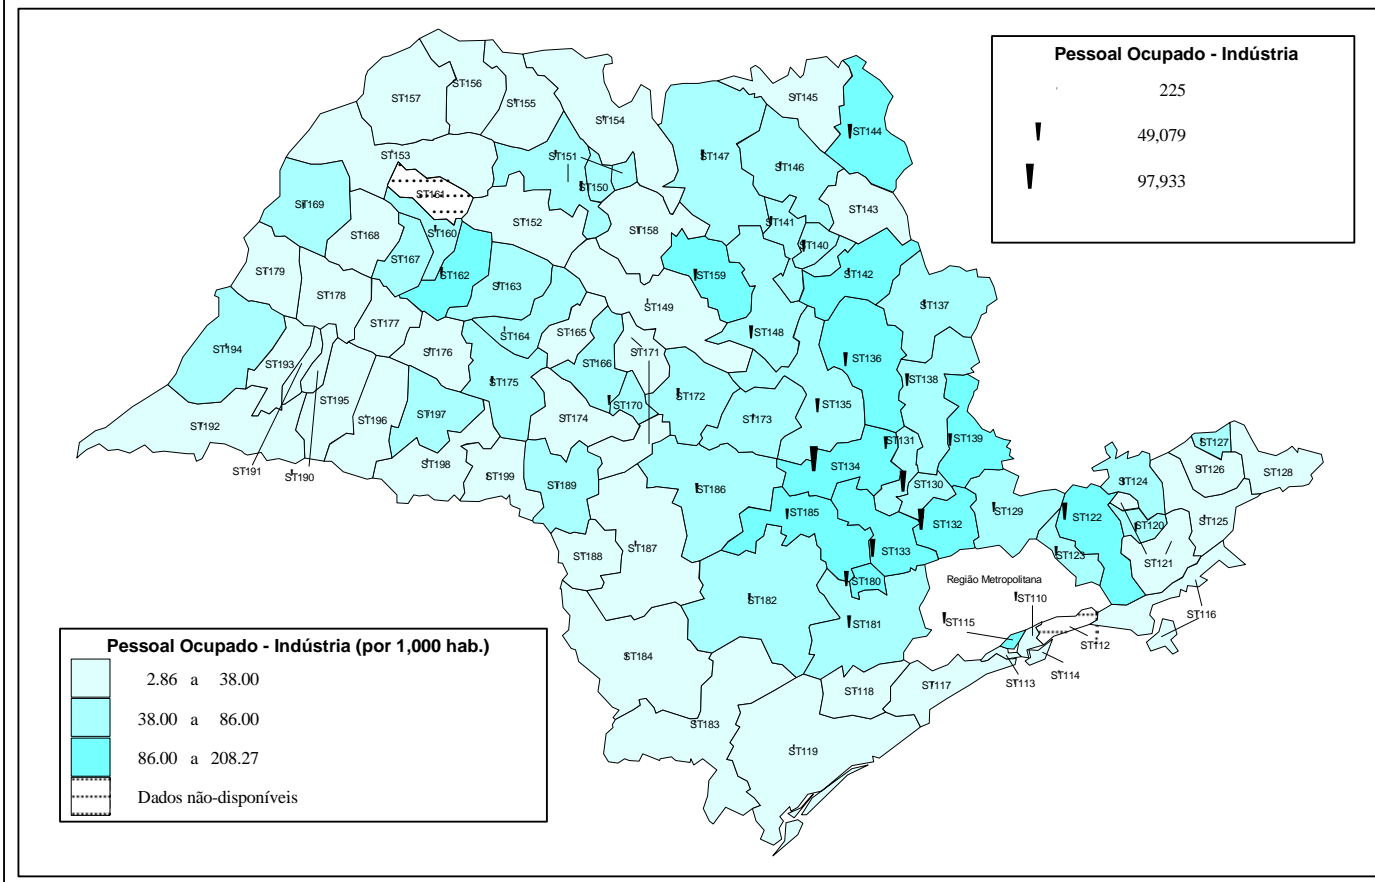 Pessoal Ocupado - Indústria
225
49,079
97,933
ST157
ST156
ST155
ST154
ST145
ST144
ST153
ST151
ST147
ST146
ST161
ST150
ST169
ST152
ST143
ST168
ST160
ST158
ST141
ST140
ST167
ST179
ST162
ST159
ST142
ST163
ST178
ST149
ST137
ST177
ST164
ST165
ST148
ST194
ST176
ST171
ST136
ST193
ST166
ST138
ST175
ST172
ST195
ST197
ST170
ST135
ST192
ST196
ST174
ST173
ST131
ST139
ST127
ST191
ST190
ST198
ST199
ST134
ST126
ST128
ST189
ST186
ST130
ST124
ST185
ST132
ST129
ST122
ST120
ST125
ST188
ST187
ST133
ST123
ST121
ST180
Região Metropolitana
ST182
ST110
ST181
ST115
ST116
ST184
ST112
ST118
ST117
ST113
ST114
ST183
ST119
Pessoal Ocupado - Indústria (por 1,000 hab.)
2.86 a 38.00
38.00 a 86.00
86.00 a 208.27
Dados não-disponíveis